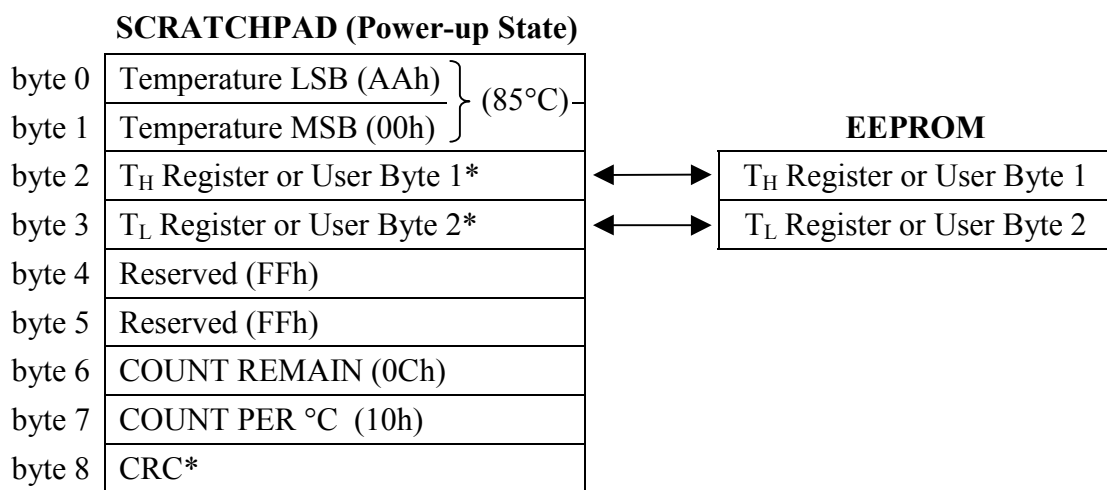 SCRATCHPAD (Power-up State)
byte 0 Temperature LSB (AAh)
(85°C)
byte 1 Temperature MSB (00h)
EEPROM
byte 2 TH Register or User Byte 1* TH Register or User Byte 1
byte 3 TL Register or User Byte 2* TL Register or User Byte 2
byte 4 Reserved (FFh)
byte 5 Reserved (FFh)
byte 6 COUNT REMAIN (0Ch)
byte 7 COUNT PER °C (10h)
byte 8 CRC*